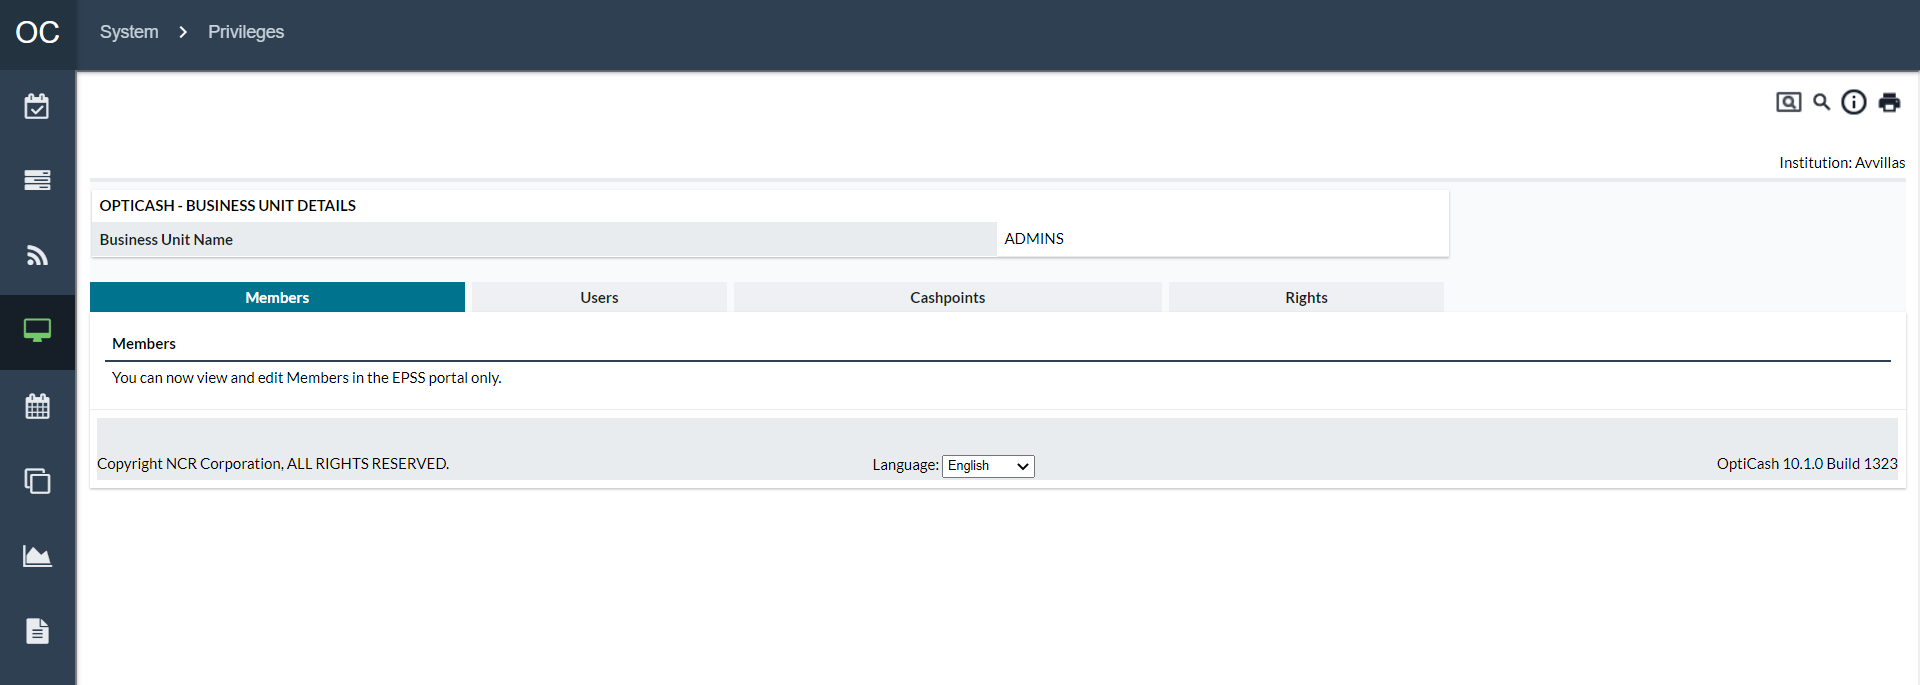 OC
System > Privileges
Institution: Avvillas
OPTICASH - BUSINESS UNIT DETAILS
Business Unit Name ADMINS
Members Users Cashpoints Rights
Members
You can now view and edit Members in the EPSS portal only.
Copyright NCR Corporation, ALL RIGHTS RESERVED. Language: English OptiCash 10.1.0 Build 1323